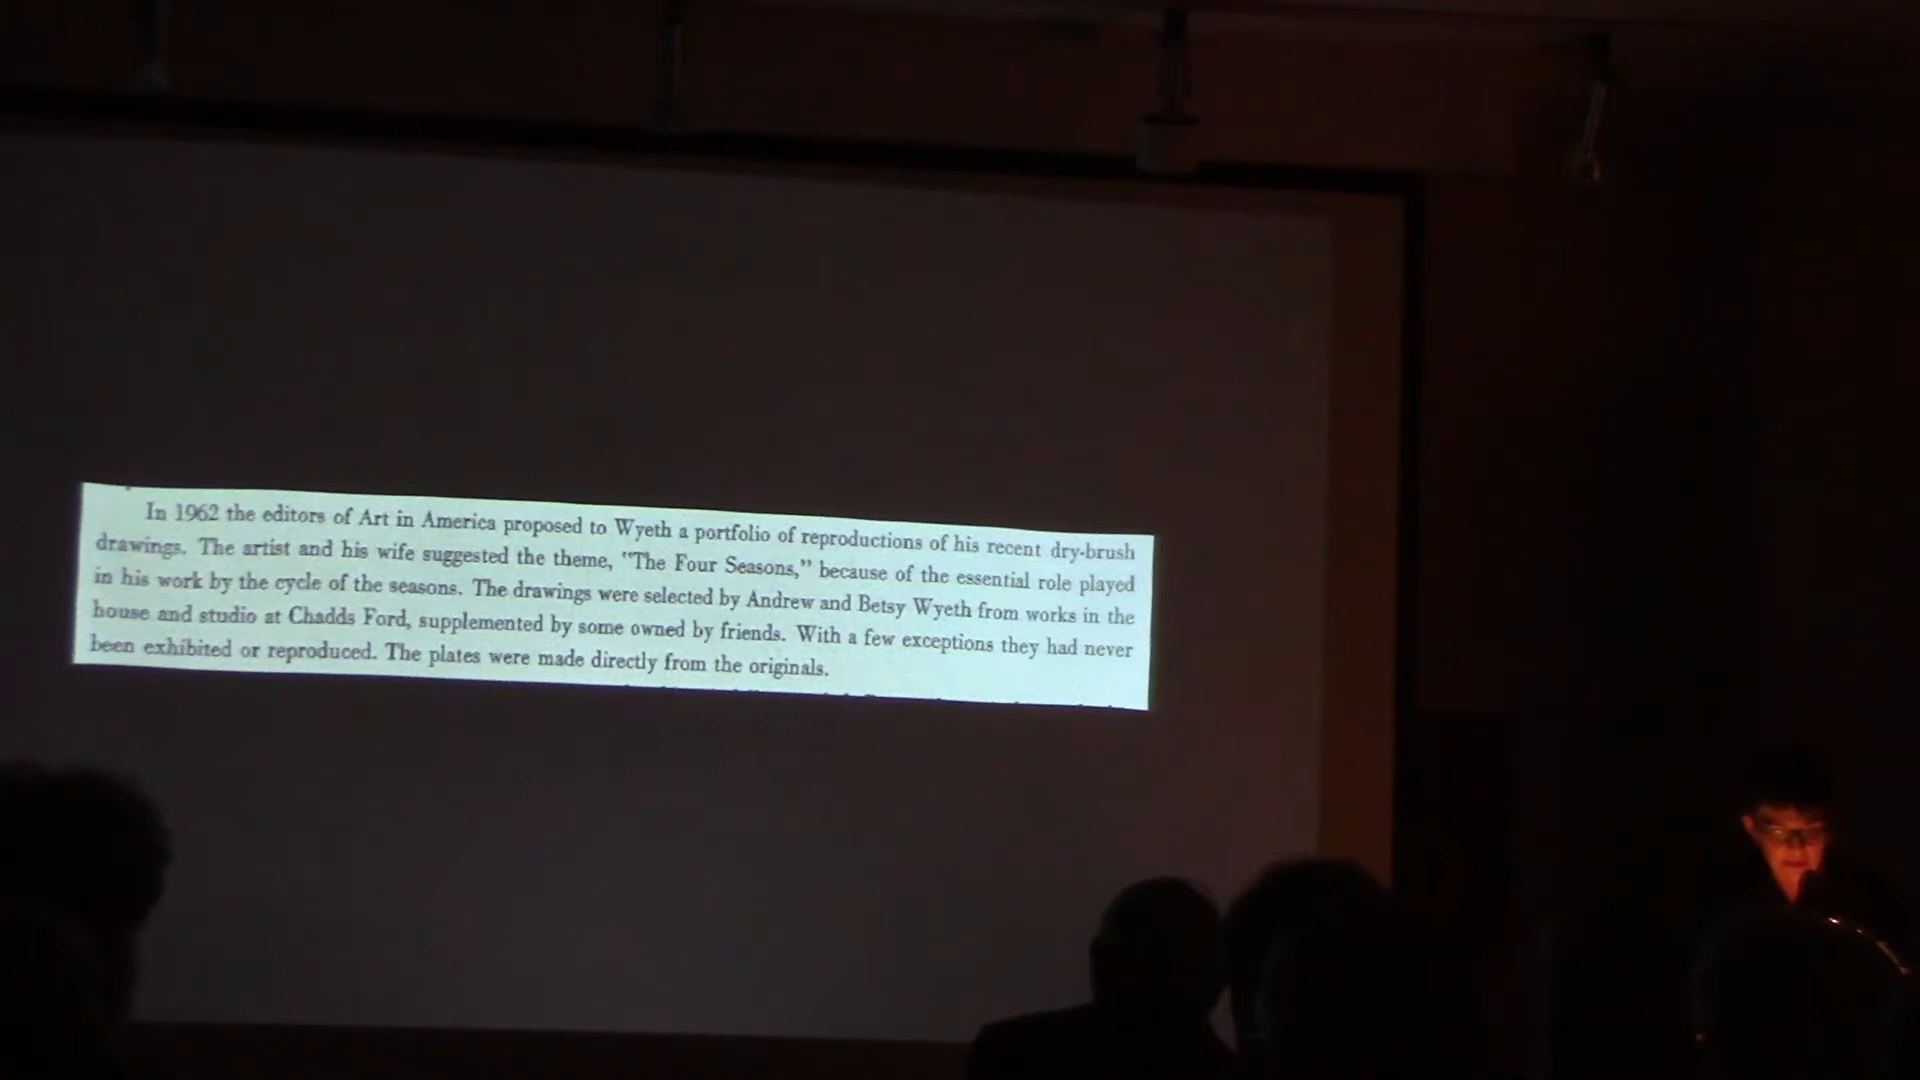 In 1962 the editors of Art in America proposed to Wyeth a portfolio of reproductions of his recent dry-brush
drawings. The artist and his wife suggested the theme, "The Four Seasons," because of the essential role played
in his work by the cycle of the seasons. The drawings were selected by Andrew and Betsy Wyeth from works in the
house and studio at Chadds Ford, supplemented by some owned by friends. With a few exceptions they had never
been exhibited or reproduced. The plates were made directly from the originals.